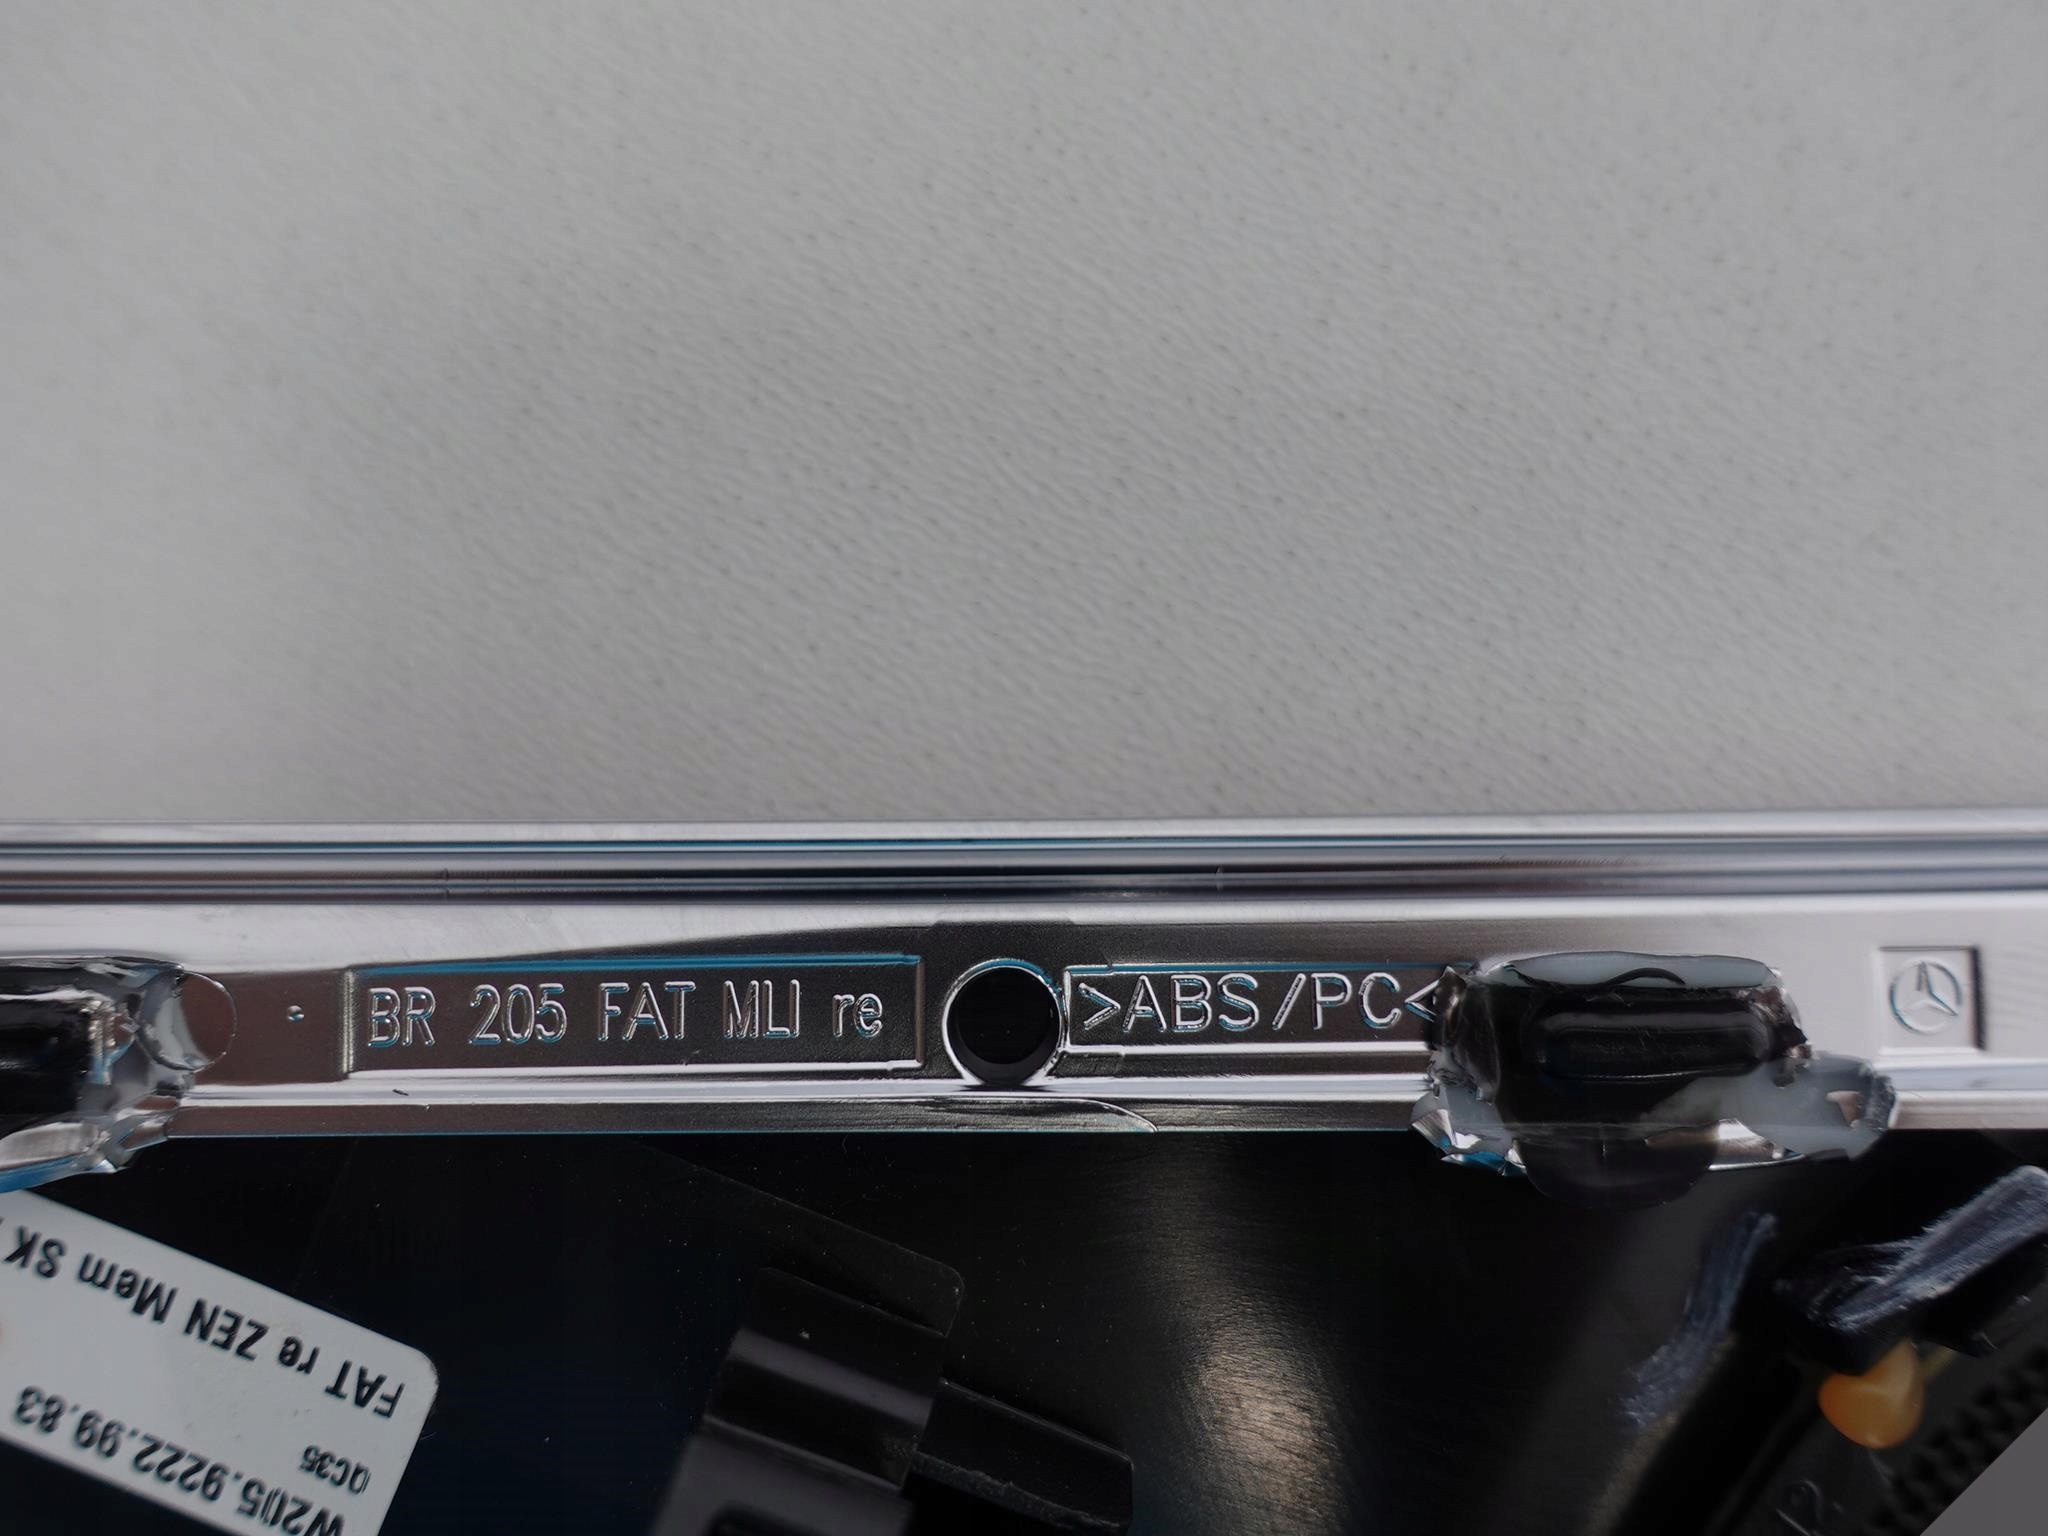 BR 205 FAT MLI re
>ABS/PC<
FAT re ZEN Mem SK
QC35
W205.9222.99.83